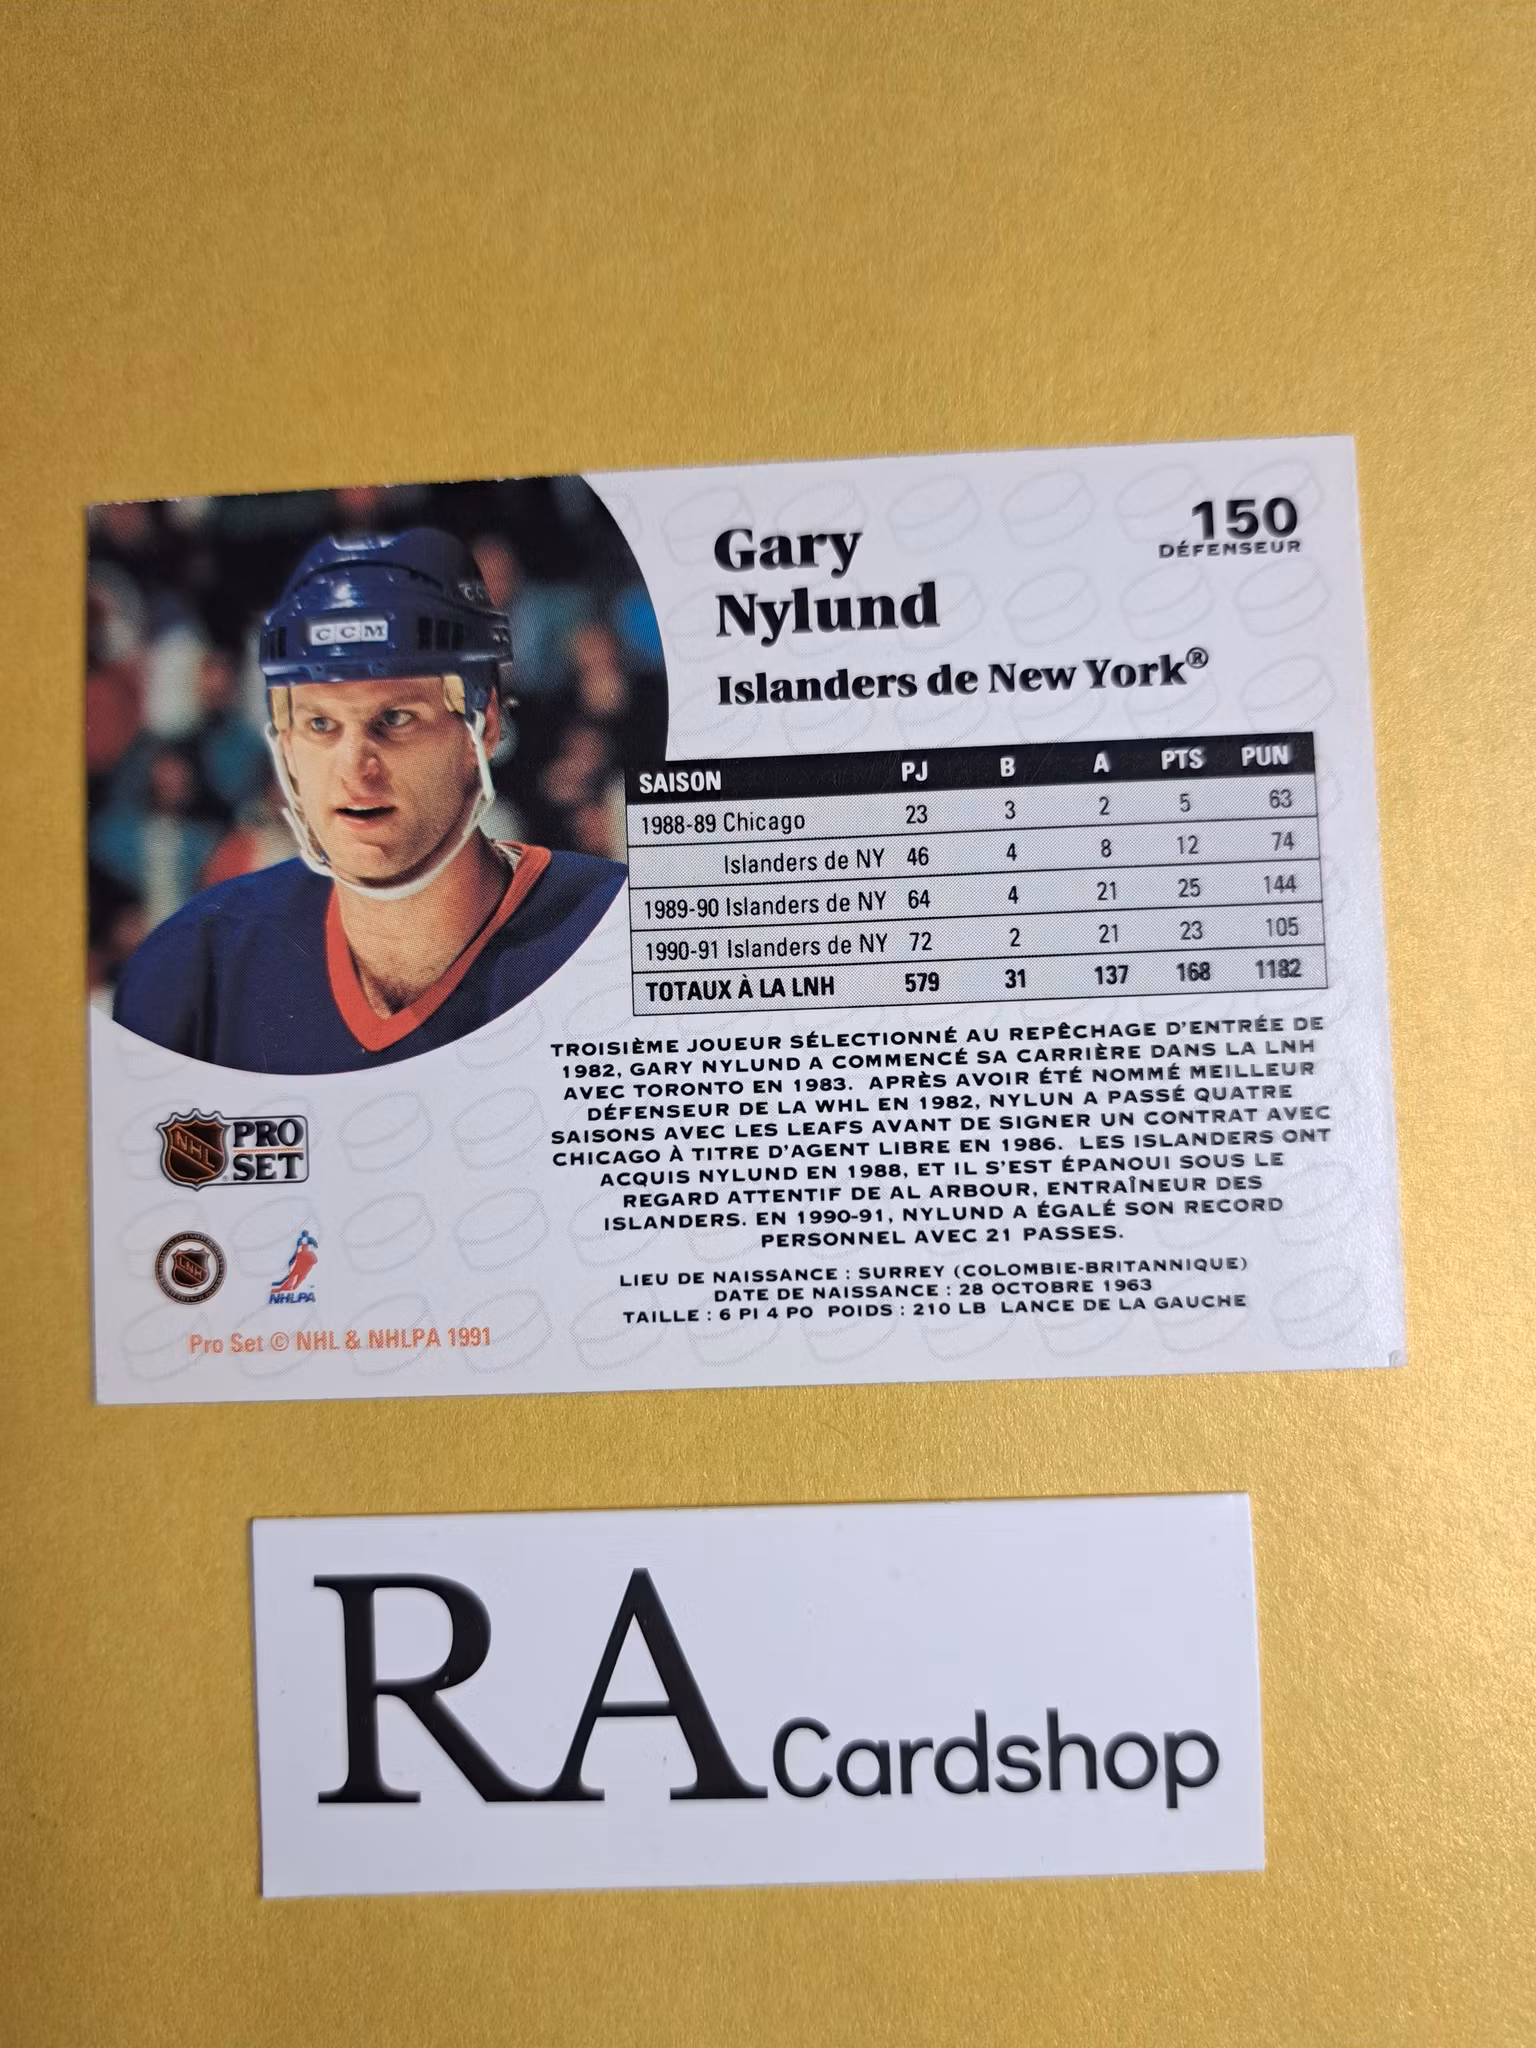 150
DÉFENSEUR
Gary
Nylund
Islanders de New York®
CCM
SAISON PJ B A PTS PUN
1988-89 Chicago 23 3 2 5 63
Islanders de NY 46 4 8 12 74
1989-90 Islanders de NY 64 4 21 25 144
1990-91 Islanders de NY 72 2 21 23 105
TOTAUX À LA LNH 579 31 137 168 1182
TROISIÈME JOUEUR SÉLECTIONNÉ AU REPÊCHAGE D'ENTRÉE DE
1982, GARY NYLUND A COMMENCÉ SA CARRIÈRE DANS LA LNH
AVEC TORONTO EN 1983. APRÈS AVOIR ÉTÉ NOMMÉ MEILLEUR
DÉFENSEUR DE LA WHL EN 1982, NYLUN A PASSÉ QUATRE
SAISONS AVEC LES LEAFS AVANT DE SIGNER UN CONTRAT AVEC
CHICAGO À TITRE D'AGENT LIBRE EN 1986. LES ISLANDERS ONT
ACQUIS NYLUND EN 1988, ET IL S'EST ÉPANOUI SOUS LE
REGARD ATTENTIF DE AL ARBOUR, ENTRAÎNEUR DES
ISLANDERS. EN 1990-91, NYLUND A ÉGALÉ SON RECORD
PERSONNEL AVEC 21 PASSES.
LIEU DE NAISSANCE : SURREY (COLOMBIE-BRITANNIQUE)
DATE DE NAISSANCE : 28 OCTOBRE 1963
TAILLE : 6 PI 4 PO POIDS : 210 LB LANCE DE LA GAUCHE
NHL PRO
SET
LNH
NHLPA
Pro Set © NHL & NHLPA 1991
RA Cardshop